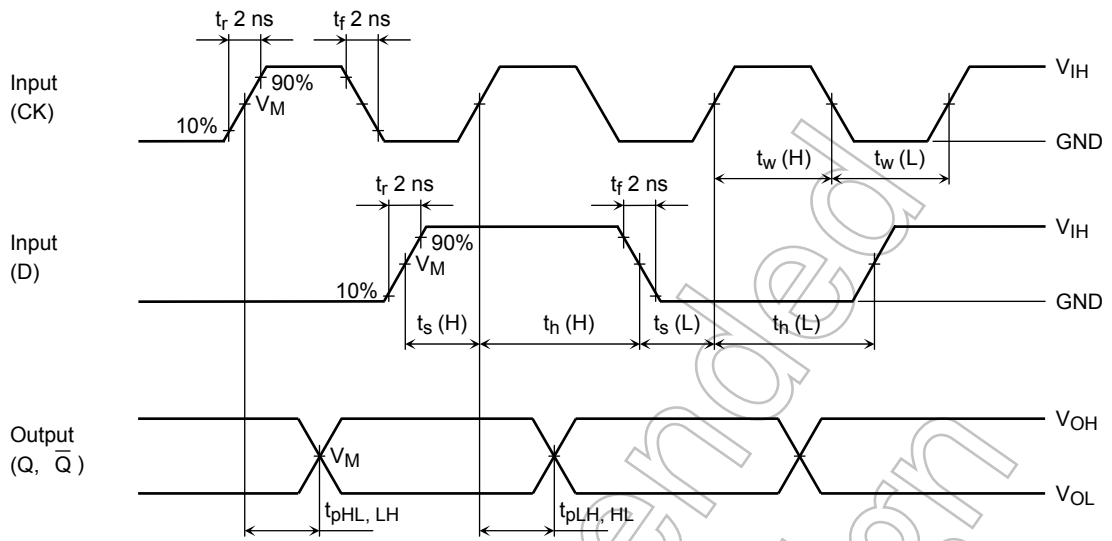 tr 2 ns
tf 2 ns
Input
(CK)
90%
VM
10%
VIH
GND
tw (H)
tw (L)
tr 2 ns
tf 2 ns
Input
(D)
90%
VM
10%
VIH
GND
ts (H)
th (H)
ts (L)
th (L)
Output
(Q, Q̅ )
VM
VOH
VOL
tpHL, LH
tpLH, HL